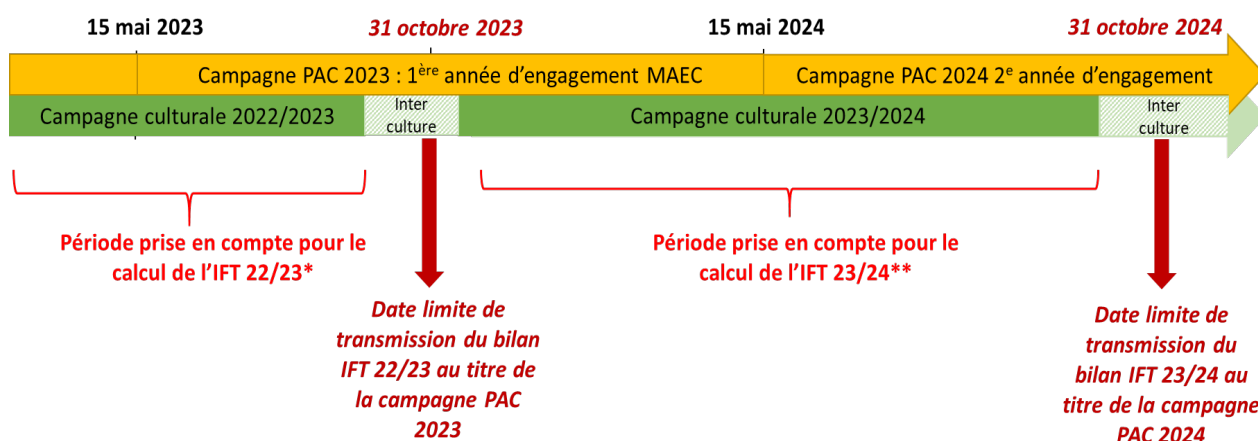 15 mai 2023
31 octobre 2023
15 mai 2024
31 octobre 2024
Campagne PAC 2023 : 1ère année d'engagement MAEC
Campagne PAC 2024 2e année d'engagement
Campagne culturale 2022/2023
Inter
culture
Campagne culturale 2023/2024
Inter
culture
Période prise en compte pour le
calcul de l'IFT 22/23*
Période prise en compte pour le
calcul de l'IFT 23/24**
Date limite de
transmission du bilan
IFT 22/23 au titre de
la campagne PAC
2023
Date limite de
transmission du
bilan IFT 23/24 au
titre de la campagne
PAC 2024